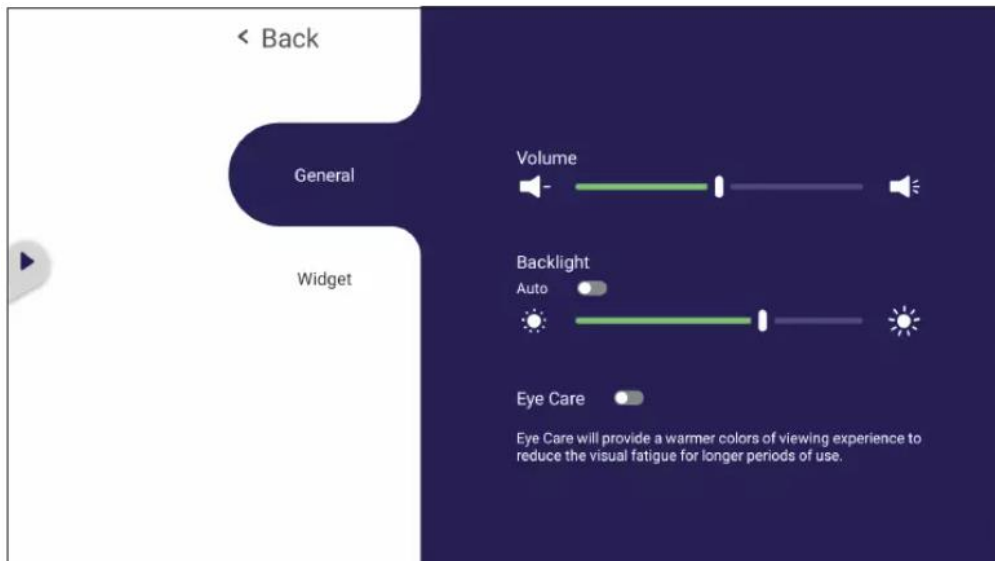 Back
General
Widget
Volume
Backlight
Auto
Eye Care
Eye Care will provide a warmer colors of viewing experience to
reduce the visual fatigue for longer periods of use.